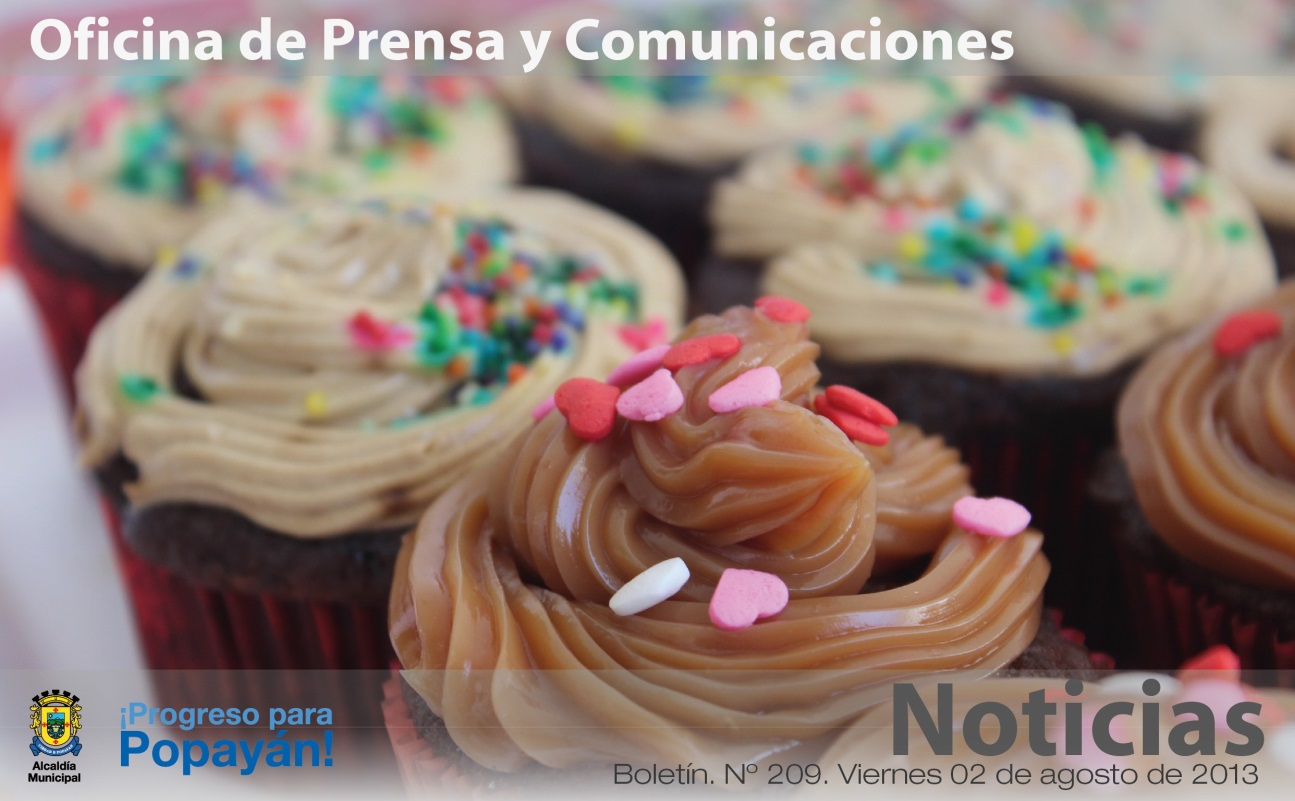 Oficina de Prensa y Comunicaciones
Alcaldía
Municipal
¡Progreso para
Popayán!
Noticias
Boletín. Nº 209. Viernes 02 de agosto de 2013